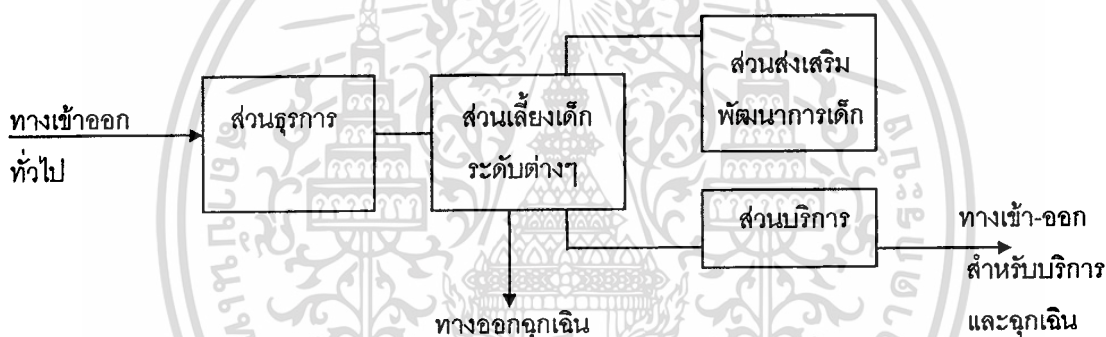 ทางเข้าออก
ทั่วไป
ส่วนธุรการ
ส่วนเลี้ยงเด็ก
ระดับต่างๆ
ส่วนส่งเสริม
พัฒนาการเด็ก
ส่วนบริการ
ทางเข้า-ออก
สำหรับบริการ
และฉุกเฉิน
ทางออกฉุกเฉิน